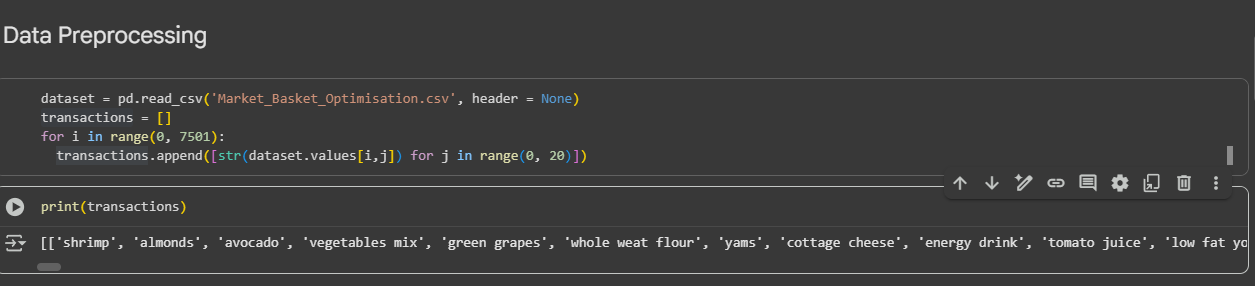 Data Preprocessing
dataset = pd.read_csv('Market_Basket_Optimisation.csv', header = None)
transactions = []
for i in range(0, 7501):
  transactions.append([str(dataset.values[i,j]) for j in range(0, 20)])
print(transactions)
[['shrimp', 'almonds', 'avocado', 'vegetables mix', 'green grapes', 'whole weat flour', 'yams', 'cottage cheese', 'energy drink', 'tomato juice', 'low fat yo